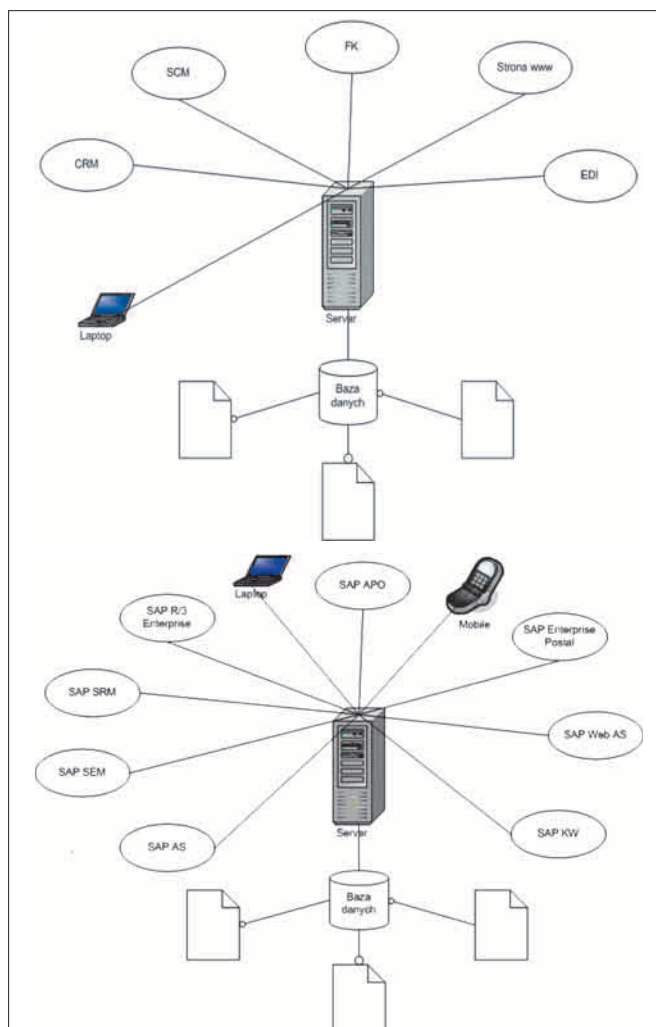 FK
SCM
Strona www
CRM
EDI
Laptop
Server
Baza
danych
Laptop
SAP APO
Mobile
SAP R/3
Enterprise
SAP Enterprise
Postal
SAP SRM
SAP Web AS
SAP SEM
SAP AS
Server
SAP KW
Baza
danych